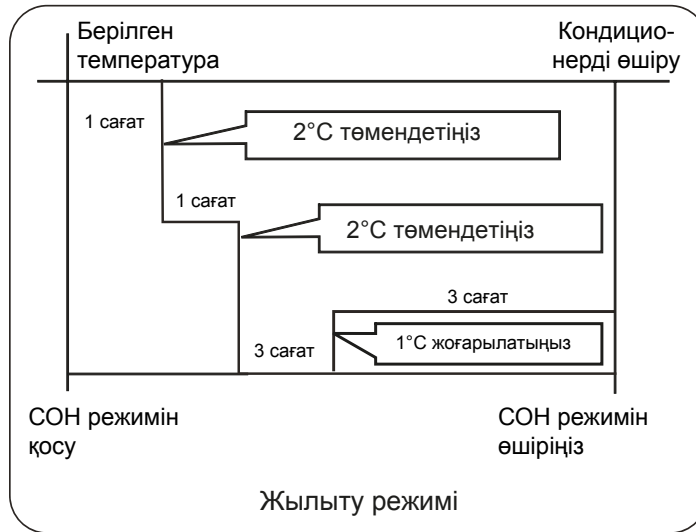 Берілген
температура
Кондицио-
нерді өшіру
1 сағат
2°C төмендетіңіз
1 сағат
2°C төмендетіңіз
3 сағат
1°C жоғарылатыңыз
3 сағат
СОН режимін
қосу
СОН режимін
өшіріңіз
Жылыту режимі